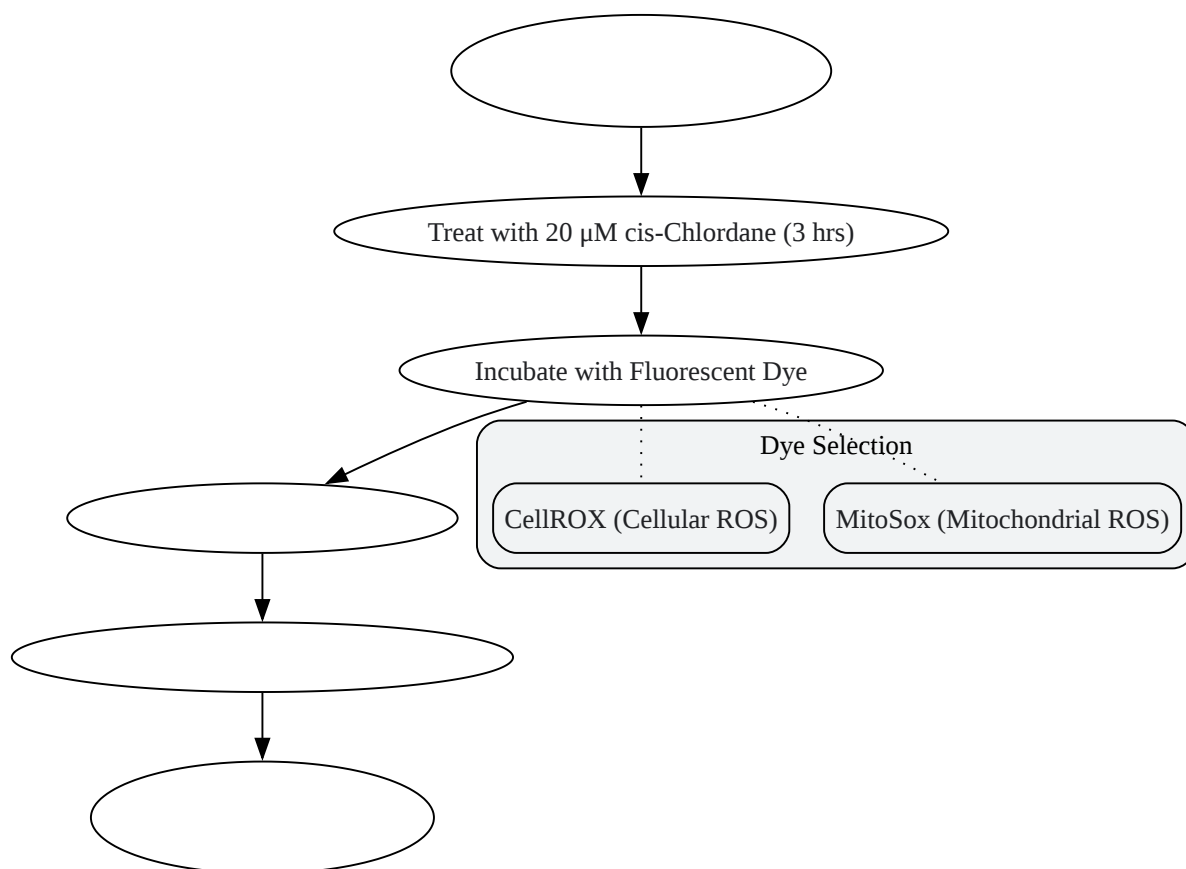 Treat with 20 μM cis-Chlordane (3 hrs)
Incubate with Fluorescent Dye
Dye Selection
CellROX (Cellular ROS)
MitoSox (Mitochondrial ROS)